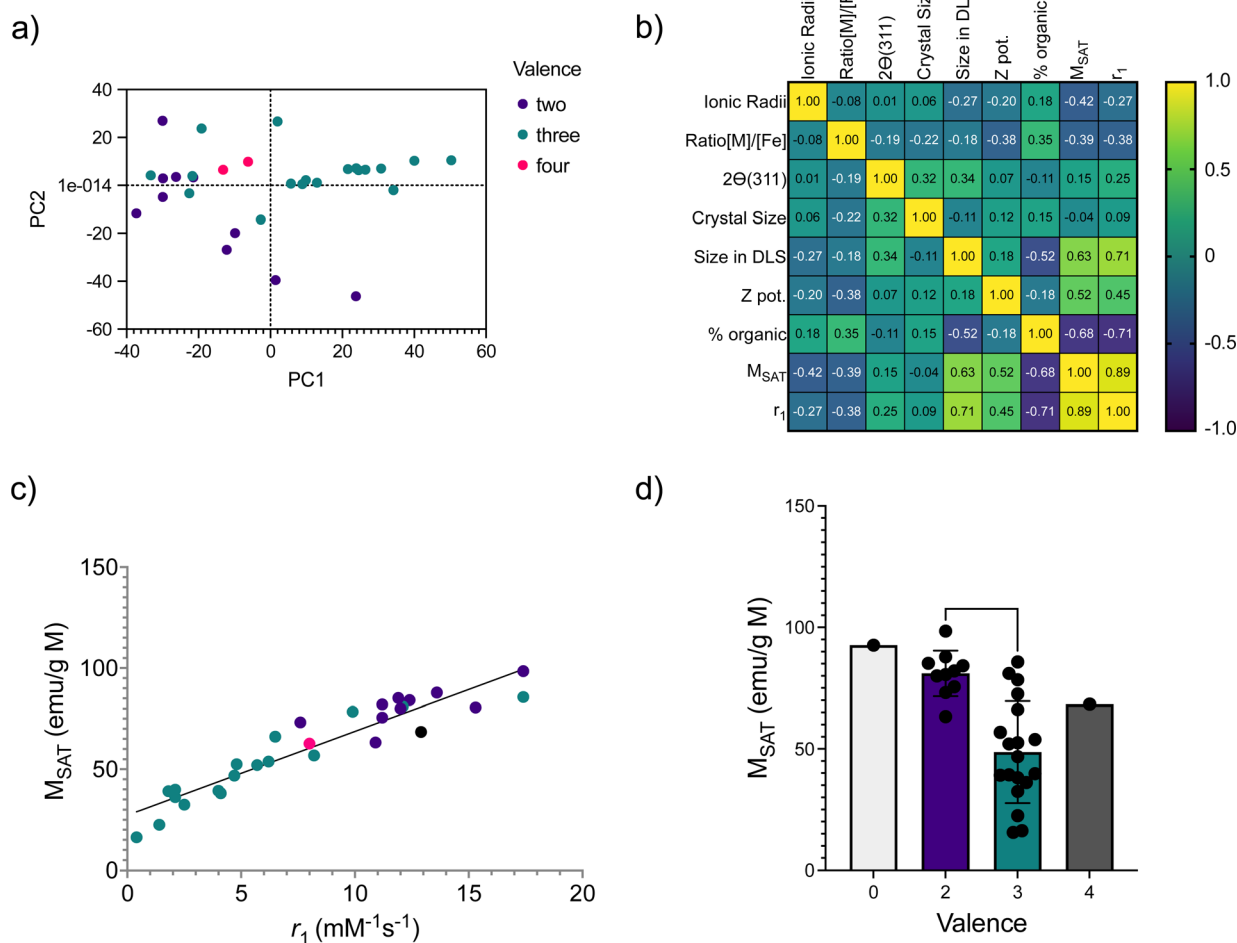 a)
Valence
two
three
four
40
20
1e-014
-20
-40
-60
PC2
-40 -20 0 20 40 60
PC1
b)
Ratio[M]/[F
2Θ(311)
Size in DLS
Z pot.
% organic
MSAT
r1
Ionic Radii 1.00 -0.08 0.01 0.06 -0.27 -0.20 0.18 -0.42 -0.27
Ratio[M]/[Fe] -0.08 1.00 -0.19 -0.22 -0.18 -0.38 0.35 -0.39 -0.38
2Θ(311) 0.01 -0.19 1.00 0.32 0.34 0.07 -0.11 0.15 0.25
Crystal Size 0.06 -0.22 0.32 1.00 -0.11 0.12 0.15 -0.04 0.09
Size in DLS -0.27 -0.18 0.34 -0.11 1.00 0.18 -0.52 0.63 0.71
Z pot. -0.20 -0.38 0.07 0.12 0.18 1.00 -0.18 0.52 0.45
% organic 0.18 0.35 -0.11 0.15 -0.52 -0.18 1.00 -0.68 -0.71
MSAT -0.42 -0.39 0.15 -0.04 0.63 0.52 -0.68 1.00 0.89
r1 -0.27 -0.38 0.25 0.09 0.71 0.45 -0.71 0.89 1.00
1.0
0.5
0
-0.5
-1.0
c)
150
100
50
0
MSAT (emu/g M)
0 5 10 15 20
r1 (mM-1s-1)
d)
150
100
50
0
MSAT (emu/g M)
0 2 3 4
Valence